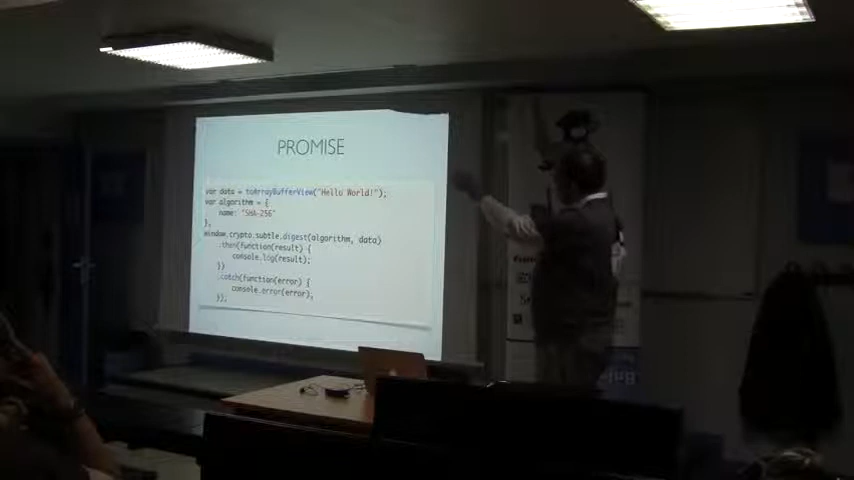 PROMISE
var data = toArrayBufferView("Hello World!");
var algorithm = {
name: "SHA-256"
};
window.crypto.subtle.digest(algorithm, data)
.then(function(result) {
console.log(result);
})
.catch(function(error) {
console.error(error);
});